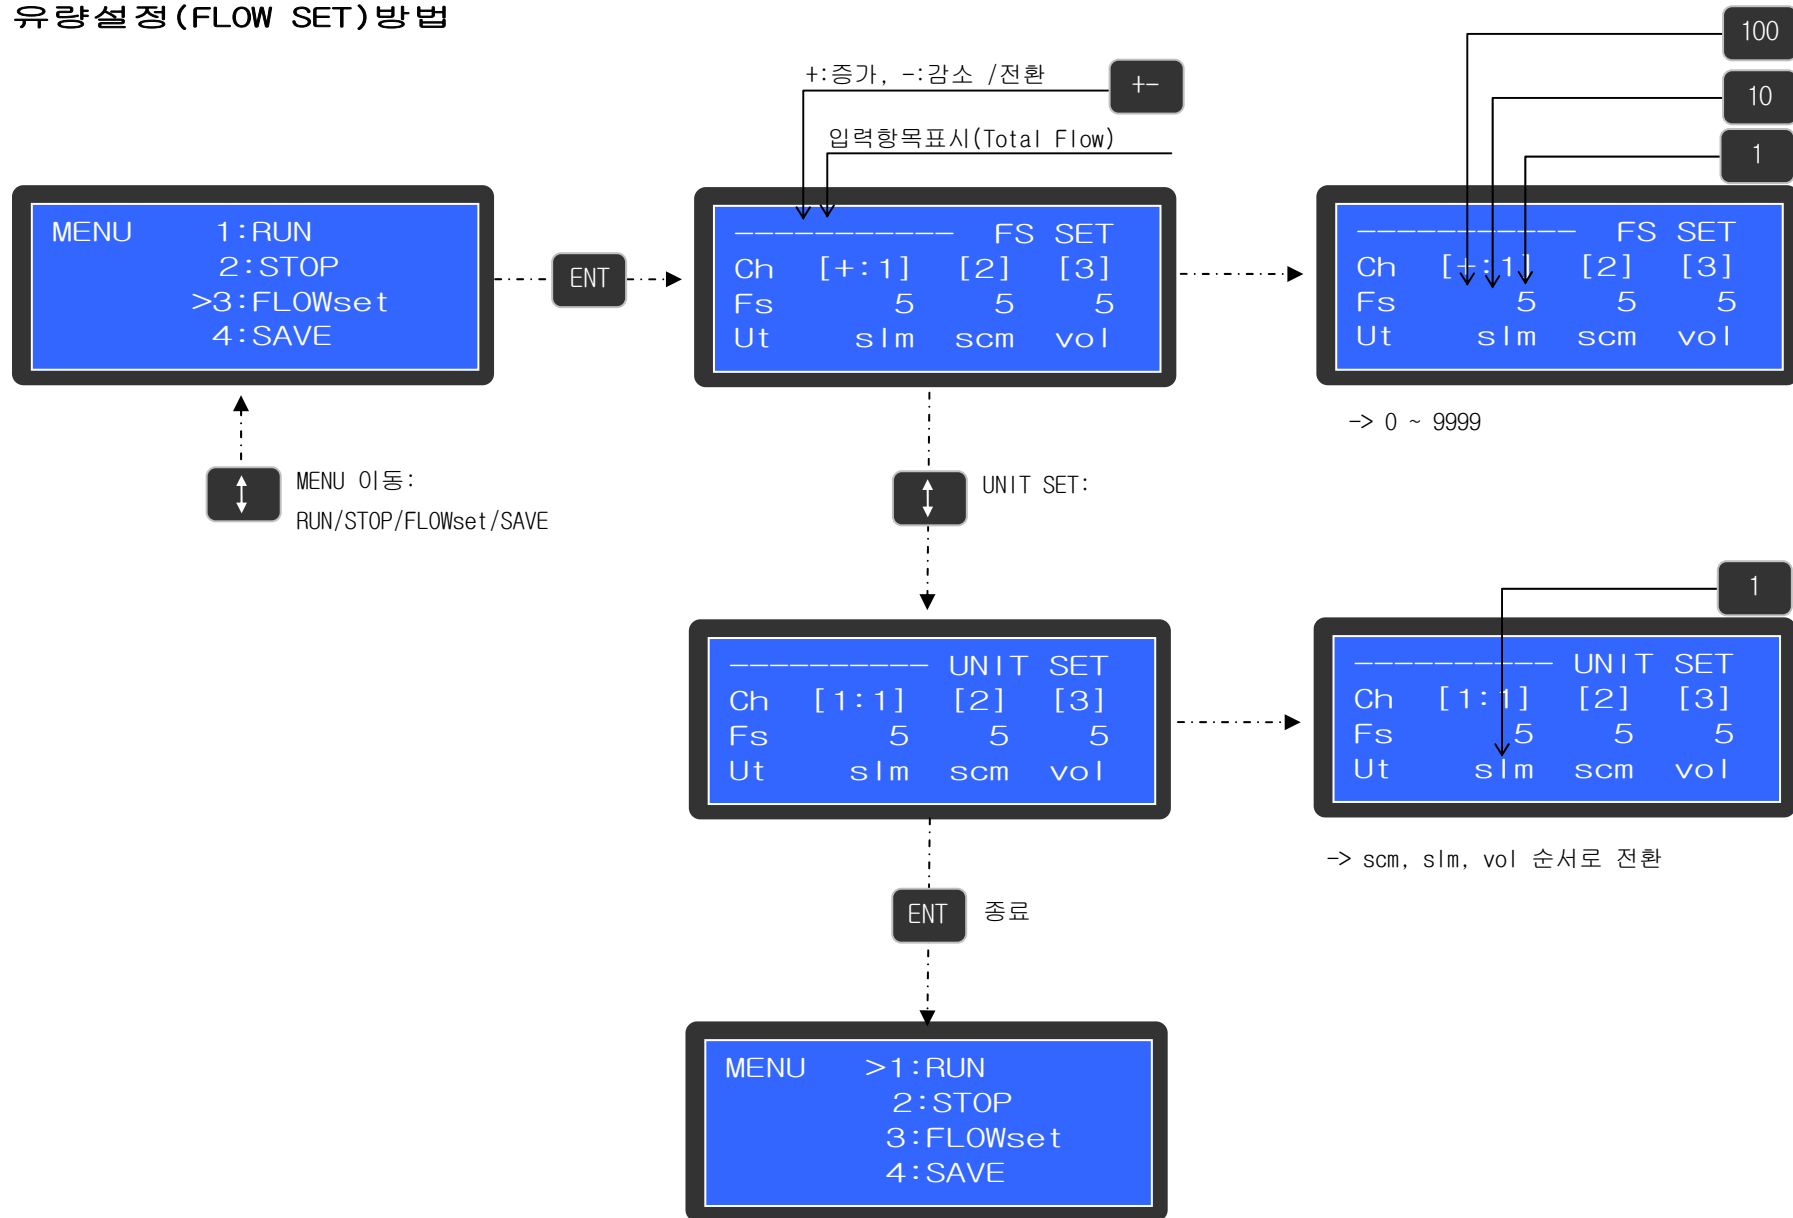 유량설정(FLOW SET)방법
100
+:증가, -:감소 /전환
+-
10
입력항목표시(Total Flow)
1
MENU 1:RUN
2:STOP
>3:FLOWset
4:SAVE
ENT
----------- FS SET
Ch [+:1] [2] [3]
Fs 5 5 5
Ut slm scm vol
----------- FS SET
Ch [+:1] [2] [3]
Fs 5 5 5
Ut slm scm vol
-> 0 ~ 9999
MENU 이동:
RUN/STOP/FLOWset/SAVE
UNIT SET:
1
---------- UNIT SET
Ch [1:1] [2] [3]
Fs 5 5 5
Ut slm scm vol
---------- UNIT SET
Ch [1:1] [2] [3]
Fs 5 5 5
Ut slm scm vol
-> scm, slm, vol 순서로 전환
ENT 종료
MENU >1:RUN
2:STOP
3:FLOWset
4:SAVE